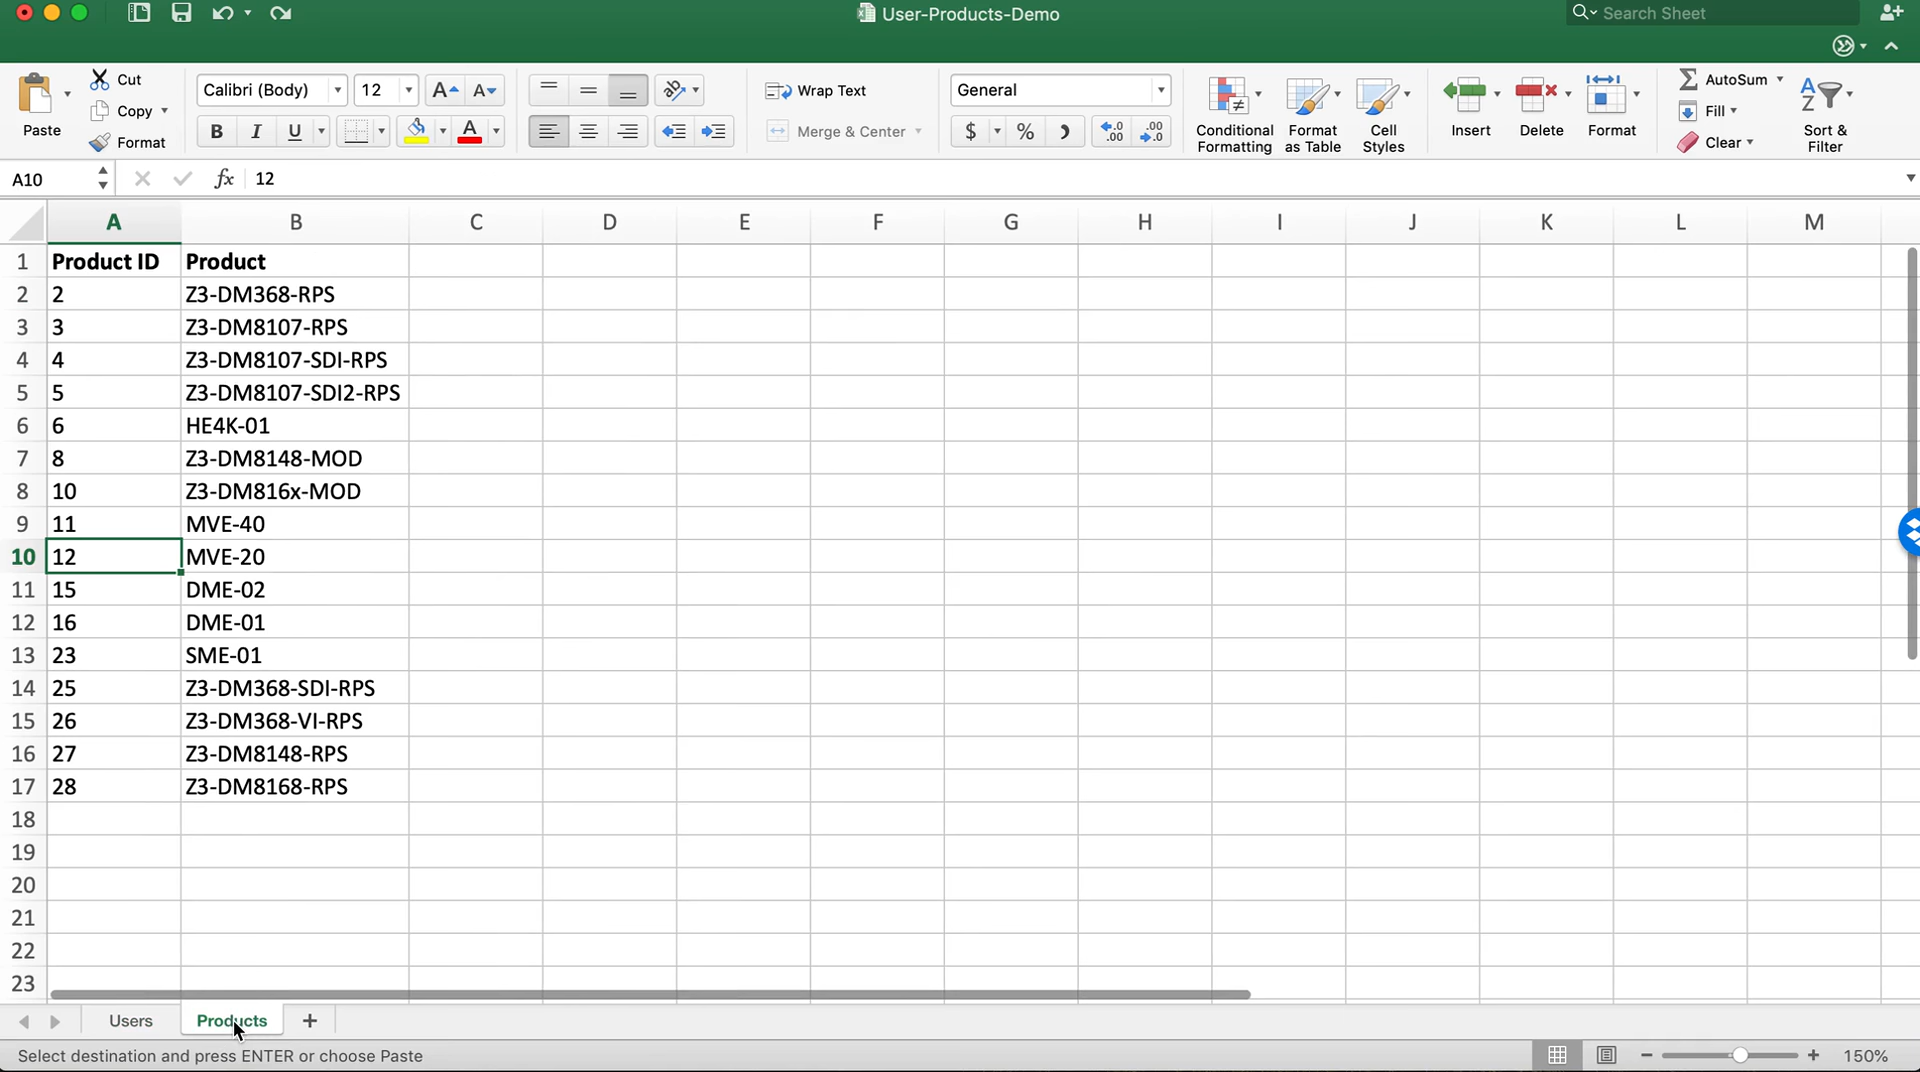 User-Products-Demo
Search Sheet
Paste
Cut
Copy
Format
Calibri (Body) 12 A A
B I U A
Wrap Text
Merge & Center
General
$ % .0 .00 .00 .0
Conditional Formatting
Format as Table
Cell Styles
Insert
Delete
Format
AutoSum
Fill
Clear
Sort & Filter
A10 fx 12
A B C D E F G H I J K L M
1 Product ID Product
2 2 Z3-DM368-RPS
3 3 Z3-DM8107-RPS
4 4 Z3-DM8107-SDI-RPS
5 5 Z3-DM8107-SDI2-RPS
6 6 HE4K-01
7 8 Z3-DM8148-MOD
8 10 Z3-DM816x-MOD
9 11 MVE-40
10 12 MVE-20
11 15 DME-02
12 16 DME-01
13 23 SME-01
14 25 Z3-DM368-SDI-RPS
15 26 Z3-DM368-VI-RPS
16 27 Z3-DM8148-RPS
17 28 Z3-DM8168-RPS
18
19
20
21
22
23
Users Products +
Select destination and press ENTER or choose Paste
150%